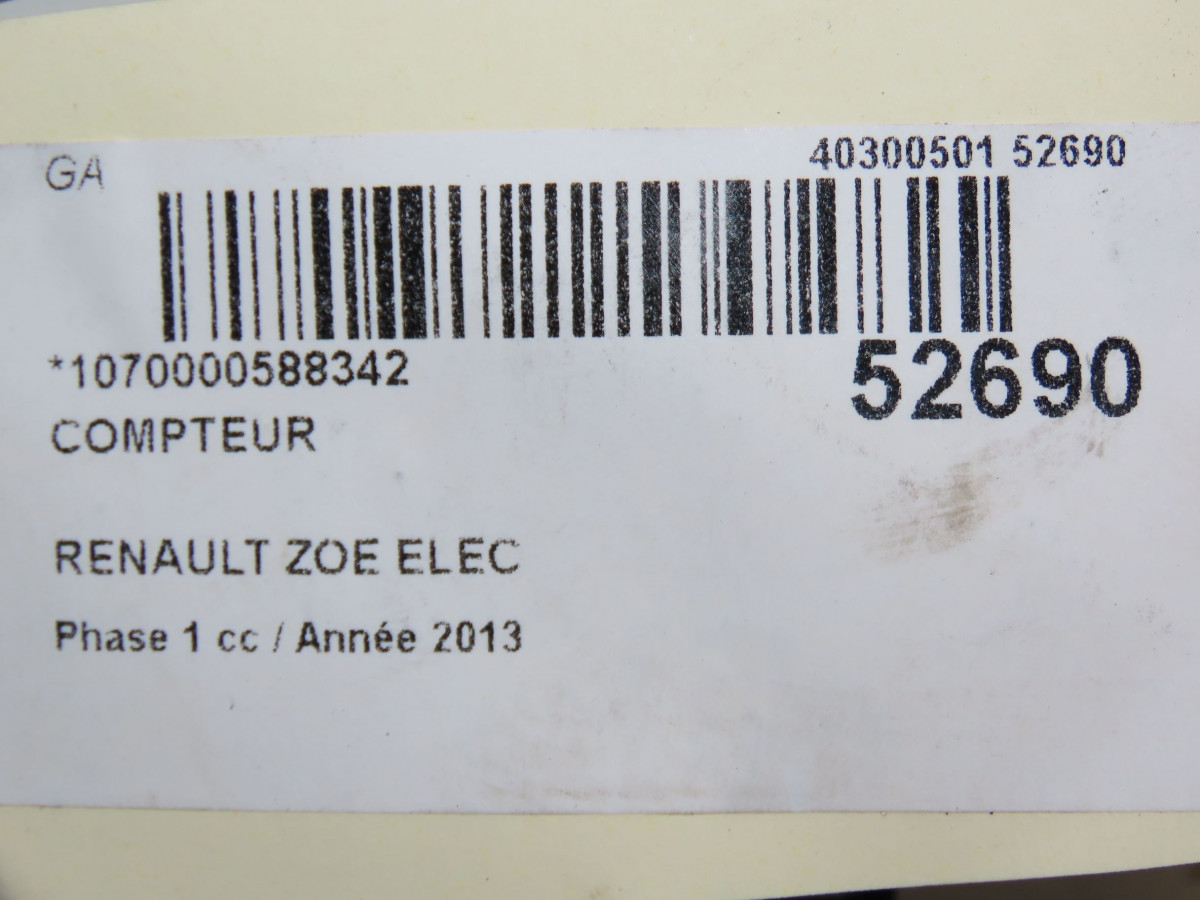 GA
40300501 52690
*1070000588342
52690
COMPTEUR
RENAULT ZOE ELEC
Phase 1 cc / Année 2013